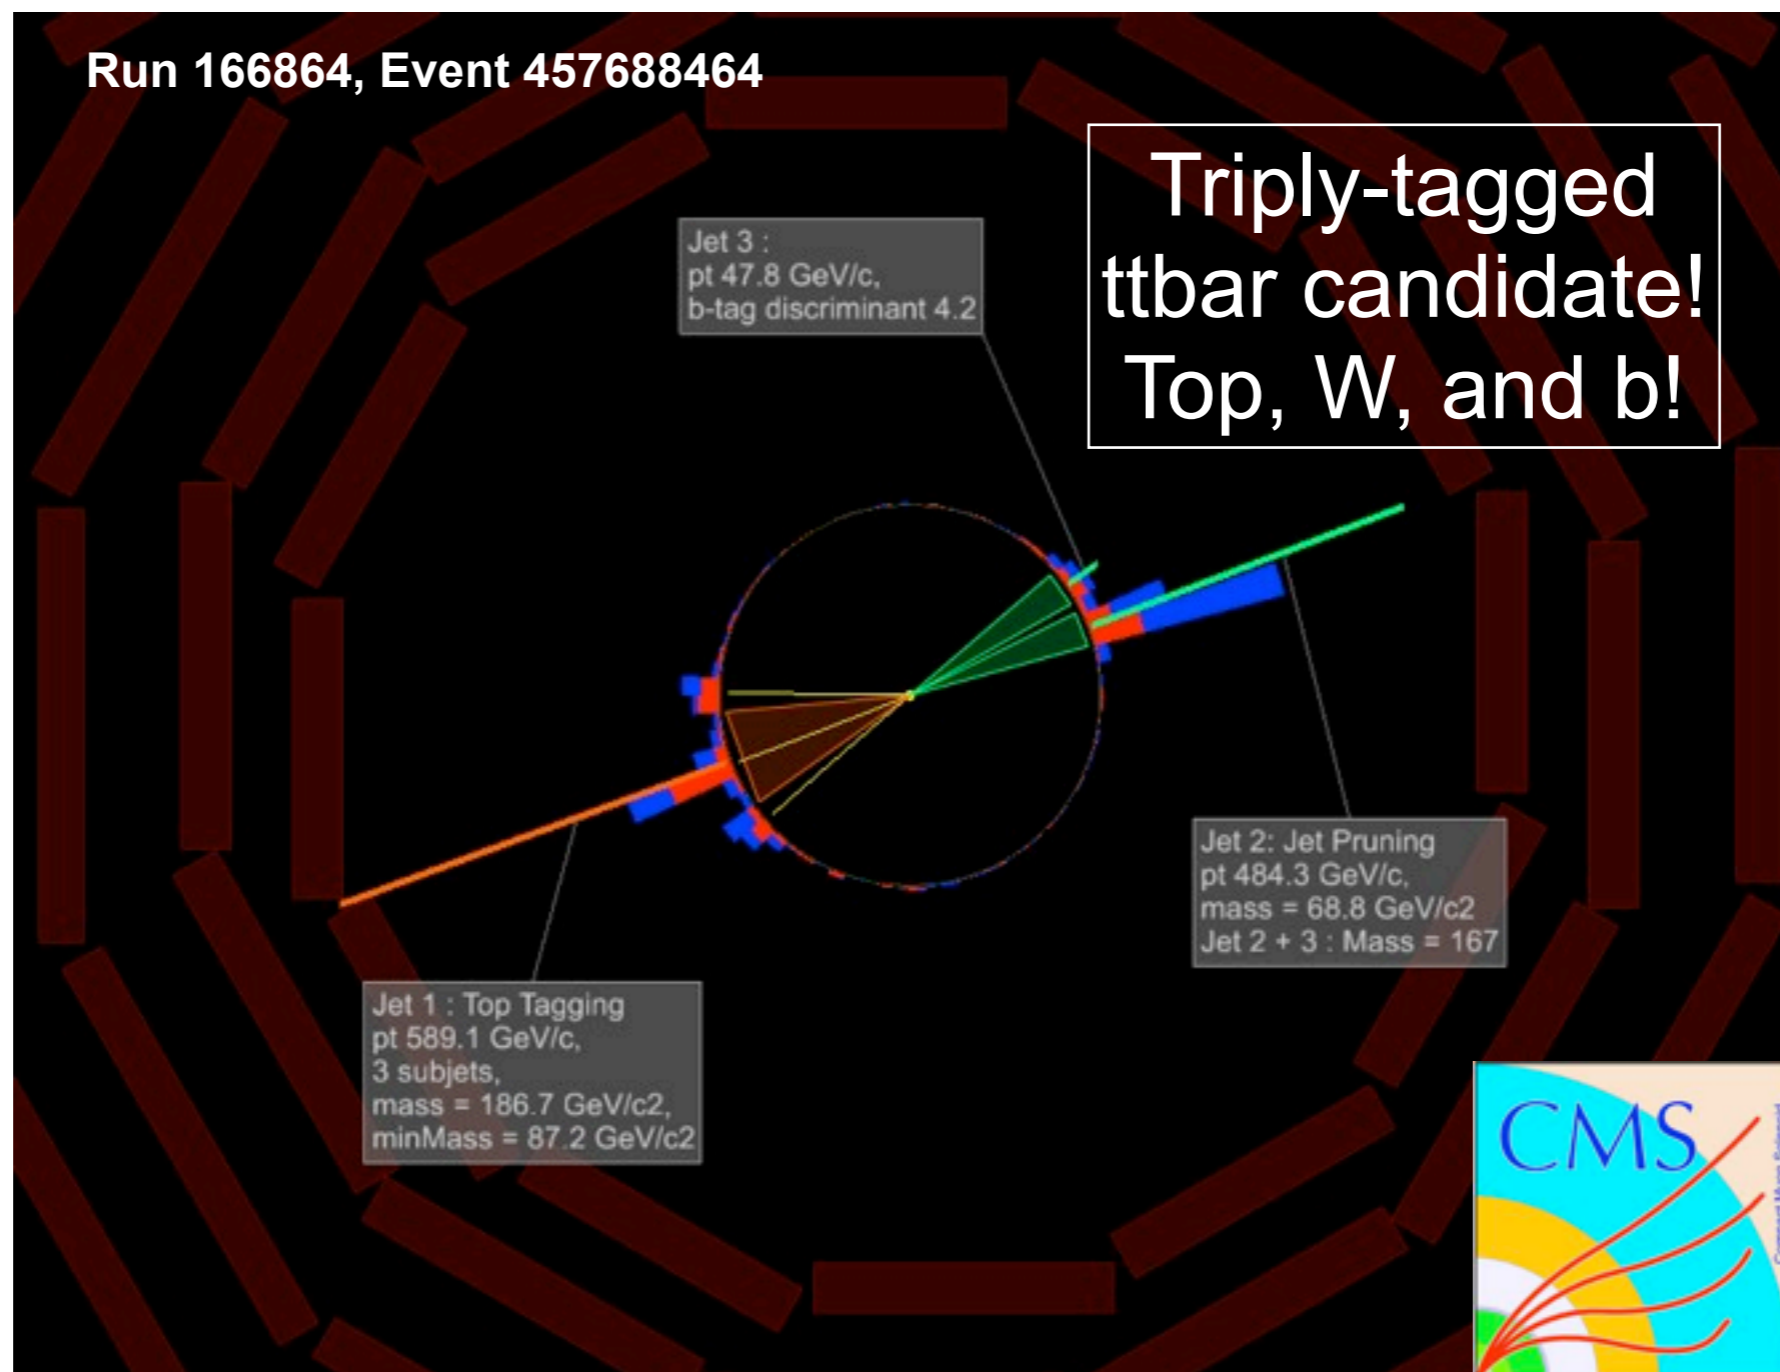 Run 166864, Event 457688464
Triply-tagged
ttbar candidate!
Top, W, and b!
Jet 3 :
pt 47.8 GeV/c,
b-tag discriminant 4.2
Jet 2: Jet Pruning
pt 484.3 GeV/c,
mass = 68.8 GeV/c2
Jet 2 + 3 : Mass = 167
Jet 1 : Top Tagging
pt 589.1 GeV/c,
3 subjets,
mass = 186.7 GeV/c2,
minMass = 87.2 GeV/c2
CMS